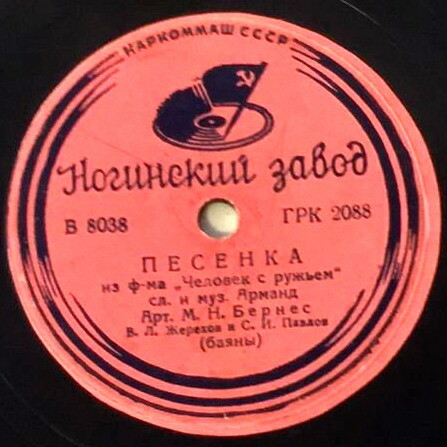 НАРКОММАШ СССР
Ногинский завод
В 8038
ГРК 2088
ПЕСЕНКА
из ф-ма „Человек с ружьем"
сл. и муз. Арманд
Арт. М. Н. Бернес
В. Л. Жерехов и С. И. Павлов
(баяны)